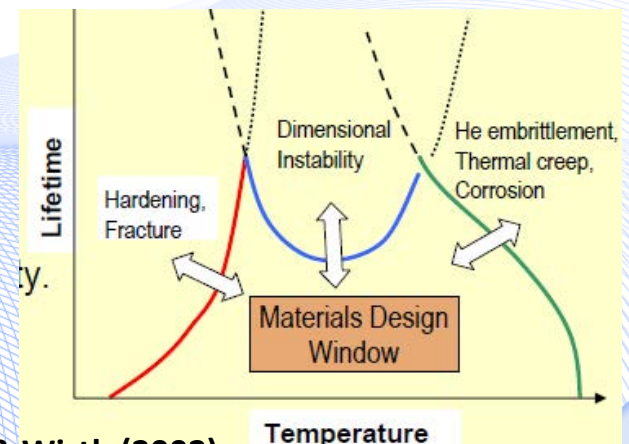 Dimensional
Instability
He embrittlement,
Thermal creep,
Corrosion
Hardening,
Fracture
Lifetime
ty.
Materials Design
Window
Temperature